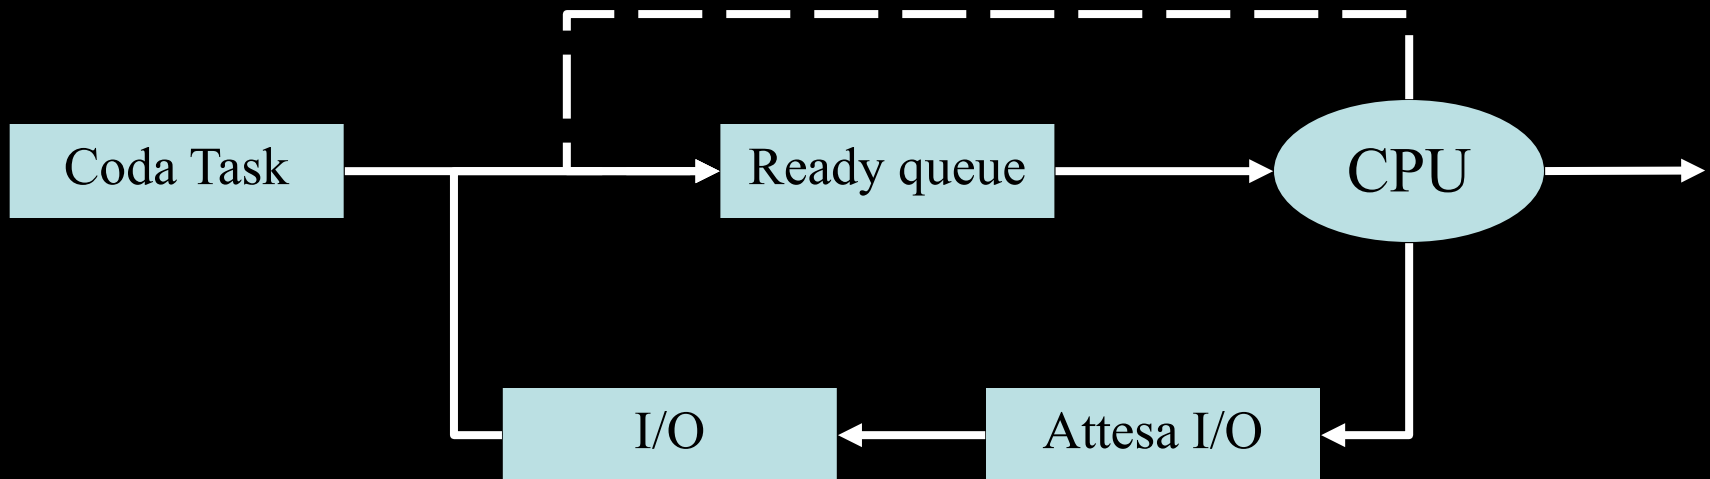 Coda Task
Ready queue
CPU
I/O
Attesa I/O